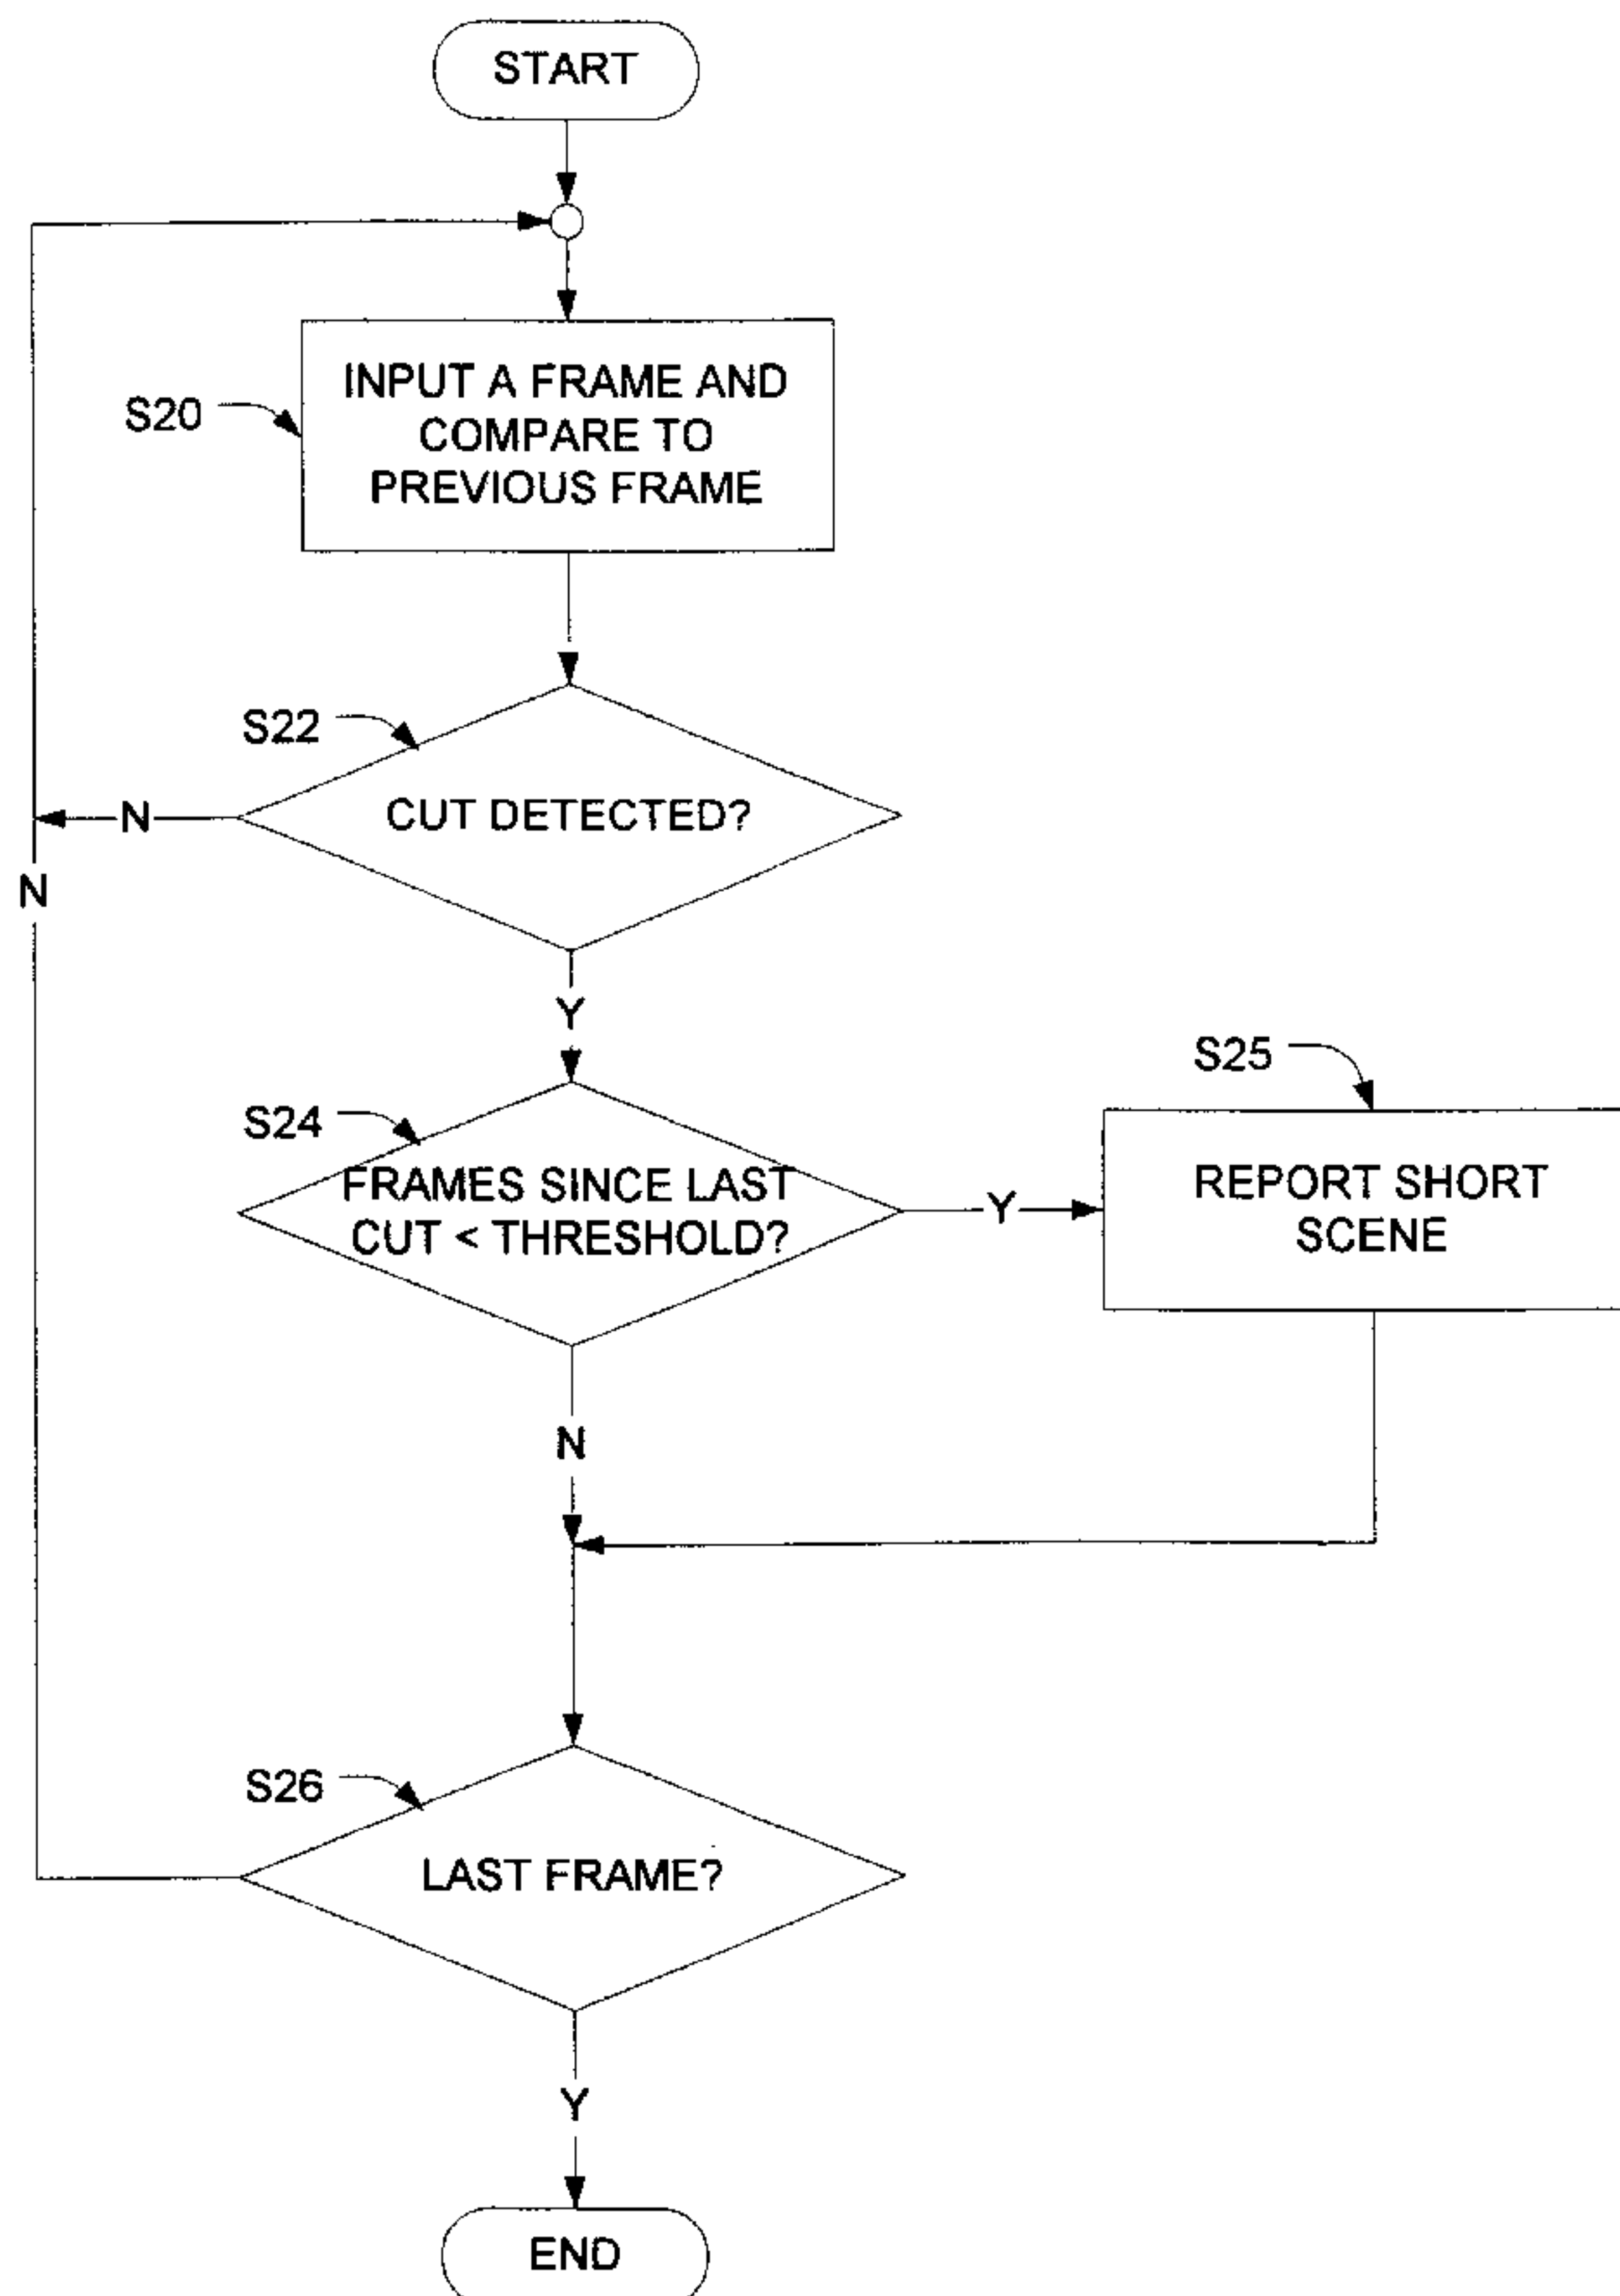 START
S20
INPUT A FRAME AND
COMPARE TO
PREVIOUS FRAME
S22
CUT DETECTED?
N
N
Y
S24
FRAMES SINCE LAST
CUT < THRESHOLD?
Y
S25
REPORT SHORT
SCENE
N
S26
LAST FRAME?
Y
END